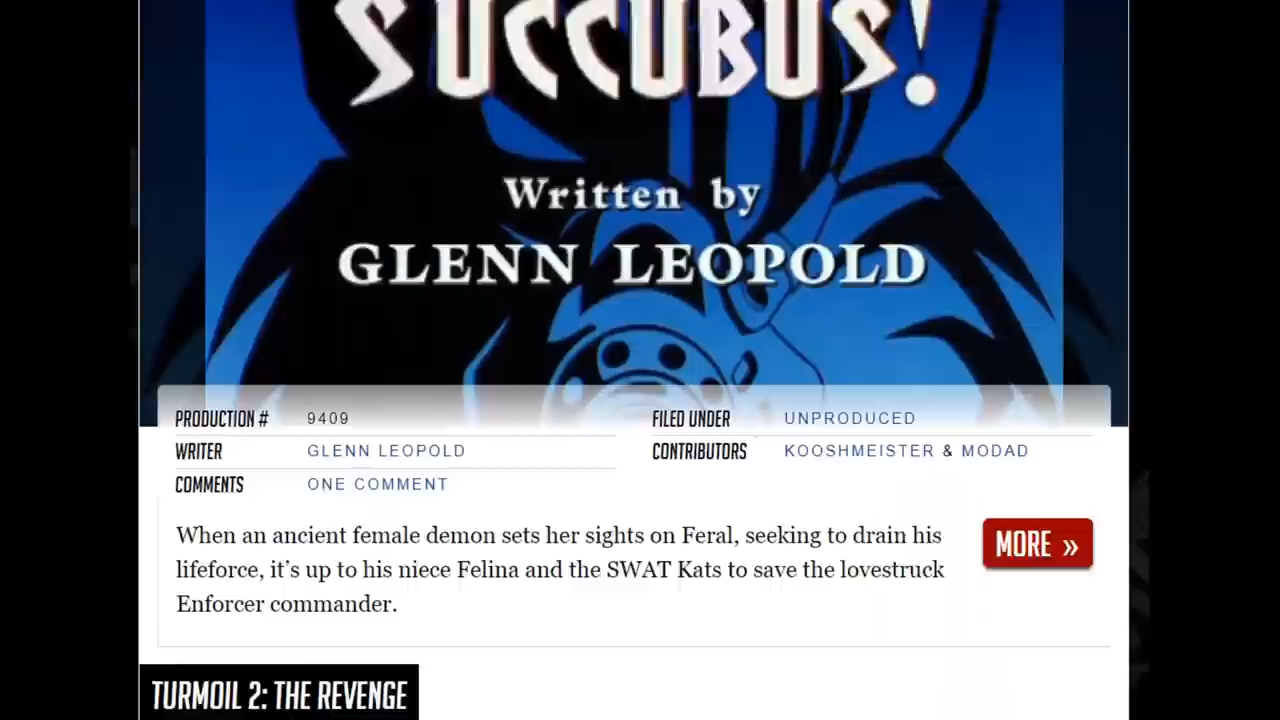 SUCCUBUS!
Written by
GLENN LEOPOLD
PRODUCTION # 9409 FILED UNDER UNPRODUCED
WRITER GLENN LEOPOLD CONTRIBUTORS KOOSHMEISTER & MODAD
COMMENTS ONE COMMENT
When an ancient female demon sets her sights on Feral, seeking to drain his
lifeforce, it’s up to his niece Felina and the SWAT Kats to save the lovestruck
Enforcer commander.
MORE »
TURMOIL 2: THE REVENGE